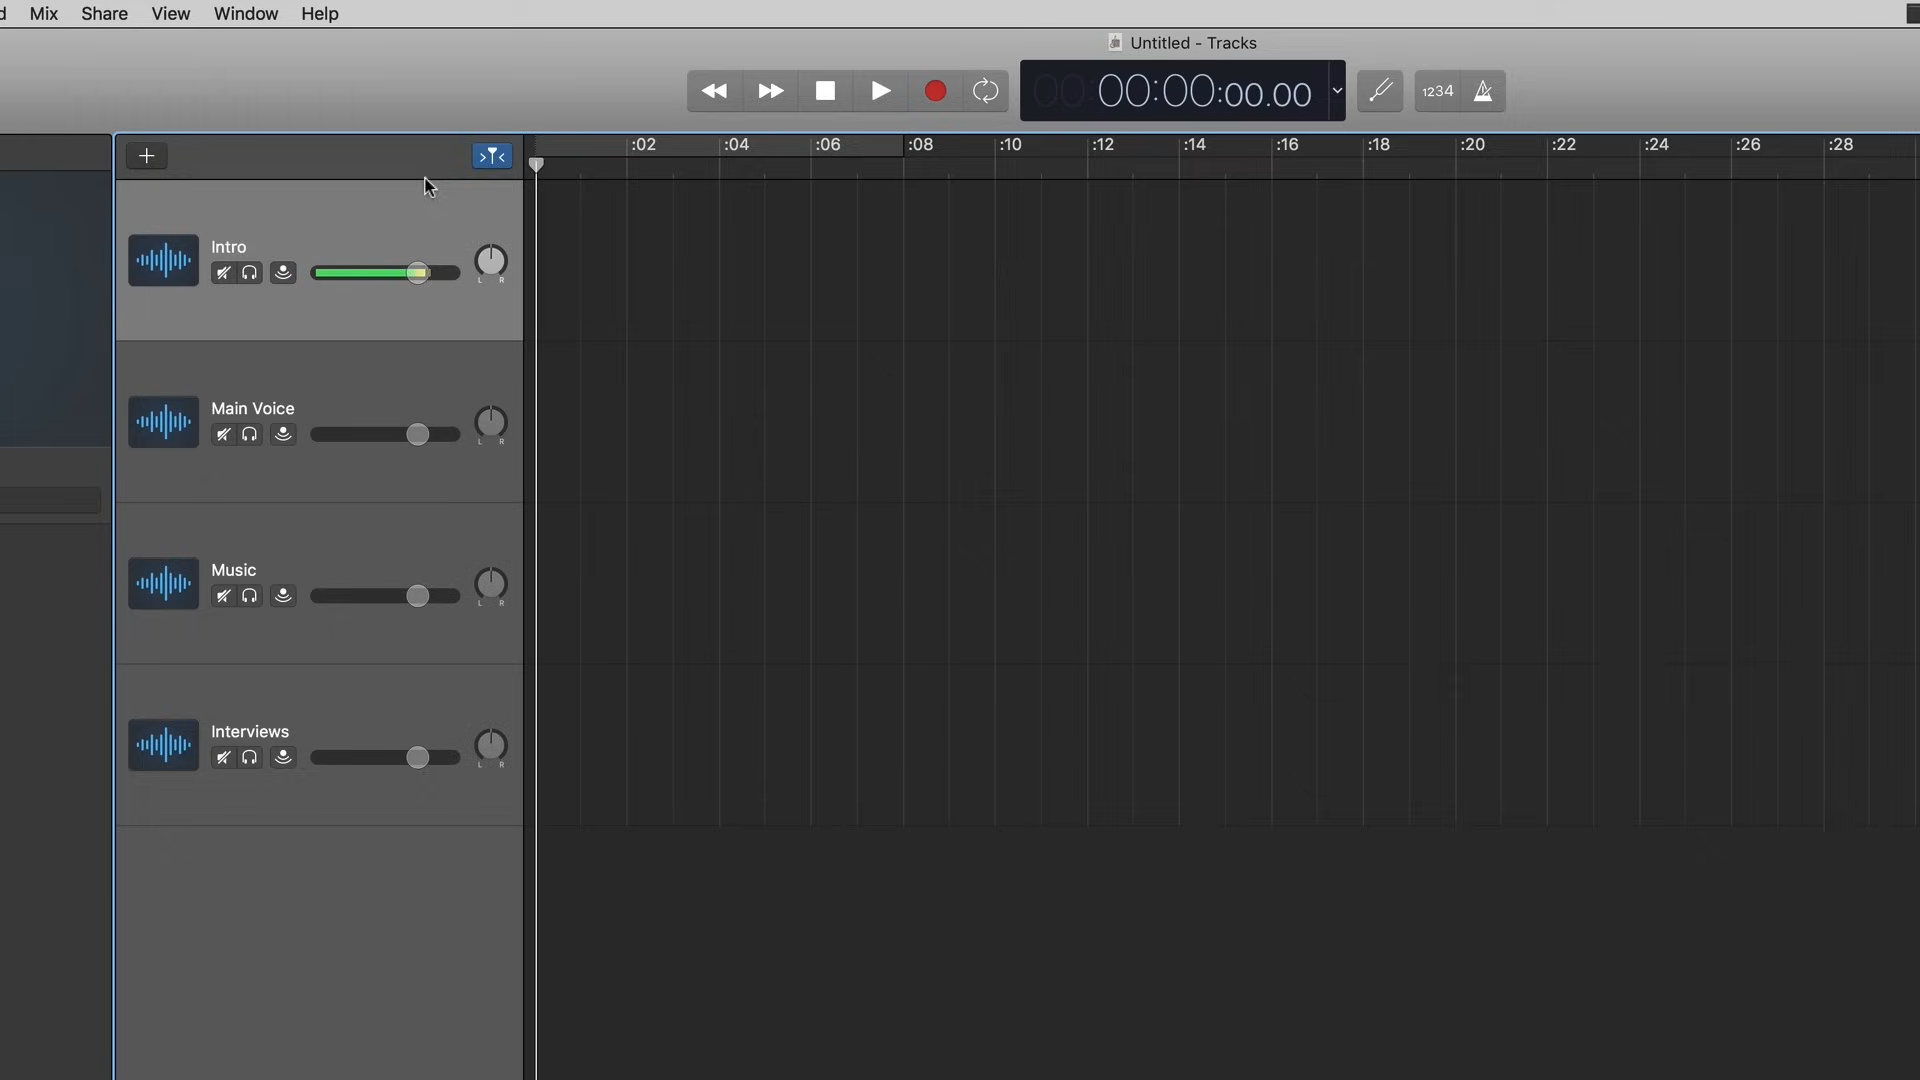 d Mix Share View Window Help
Untitled - Tracks
00 00:00:00.00
1234
:02 :04 :06 :08 :10 :12 :14 :16 :18 :20 :22 :24 :26 :28
Intro
L R
Main Voice
L R
Music
L R
Interviews
L R